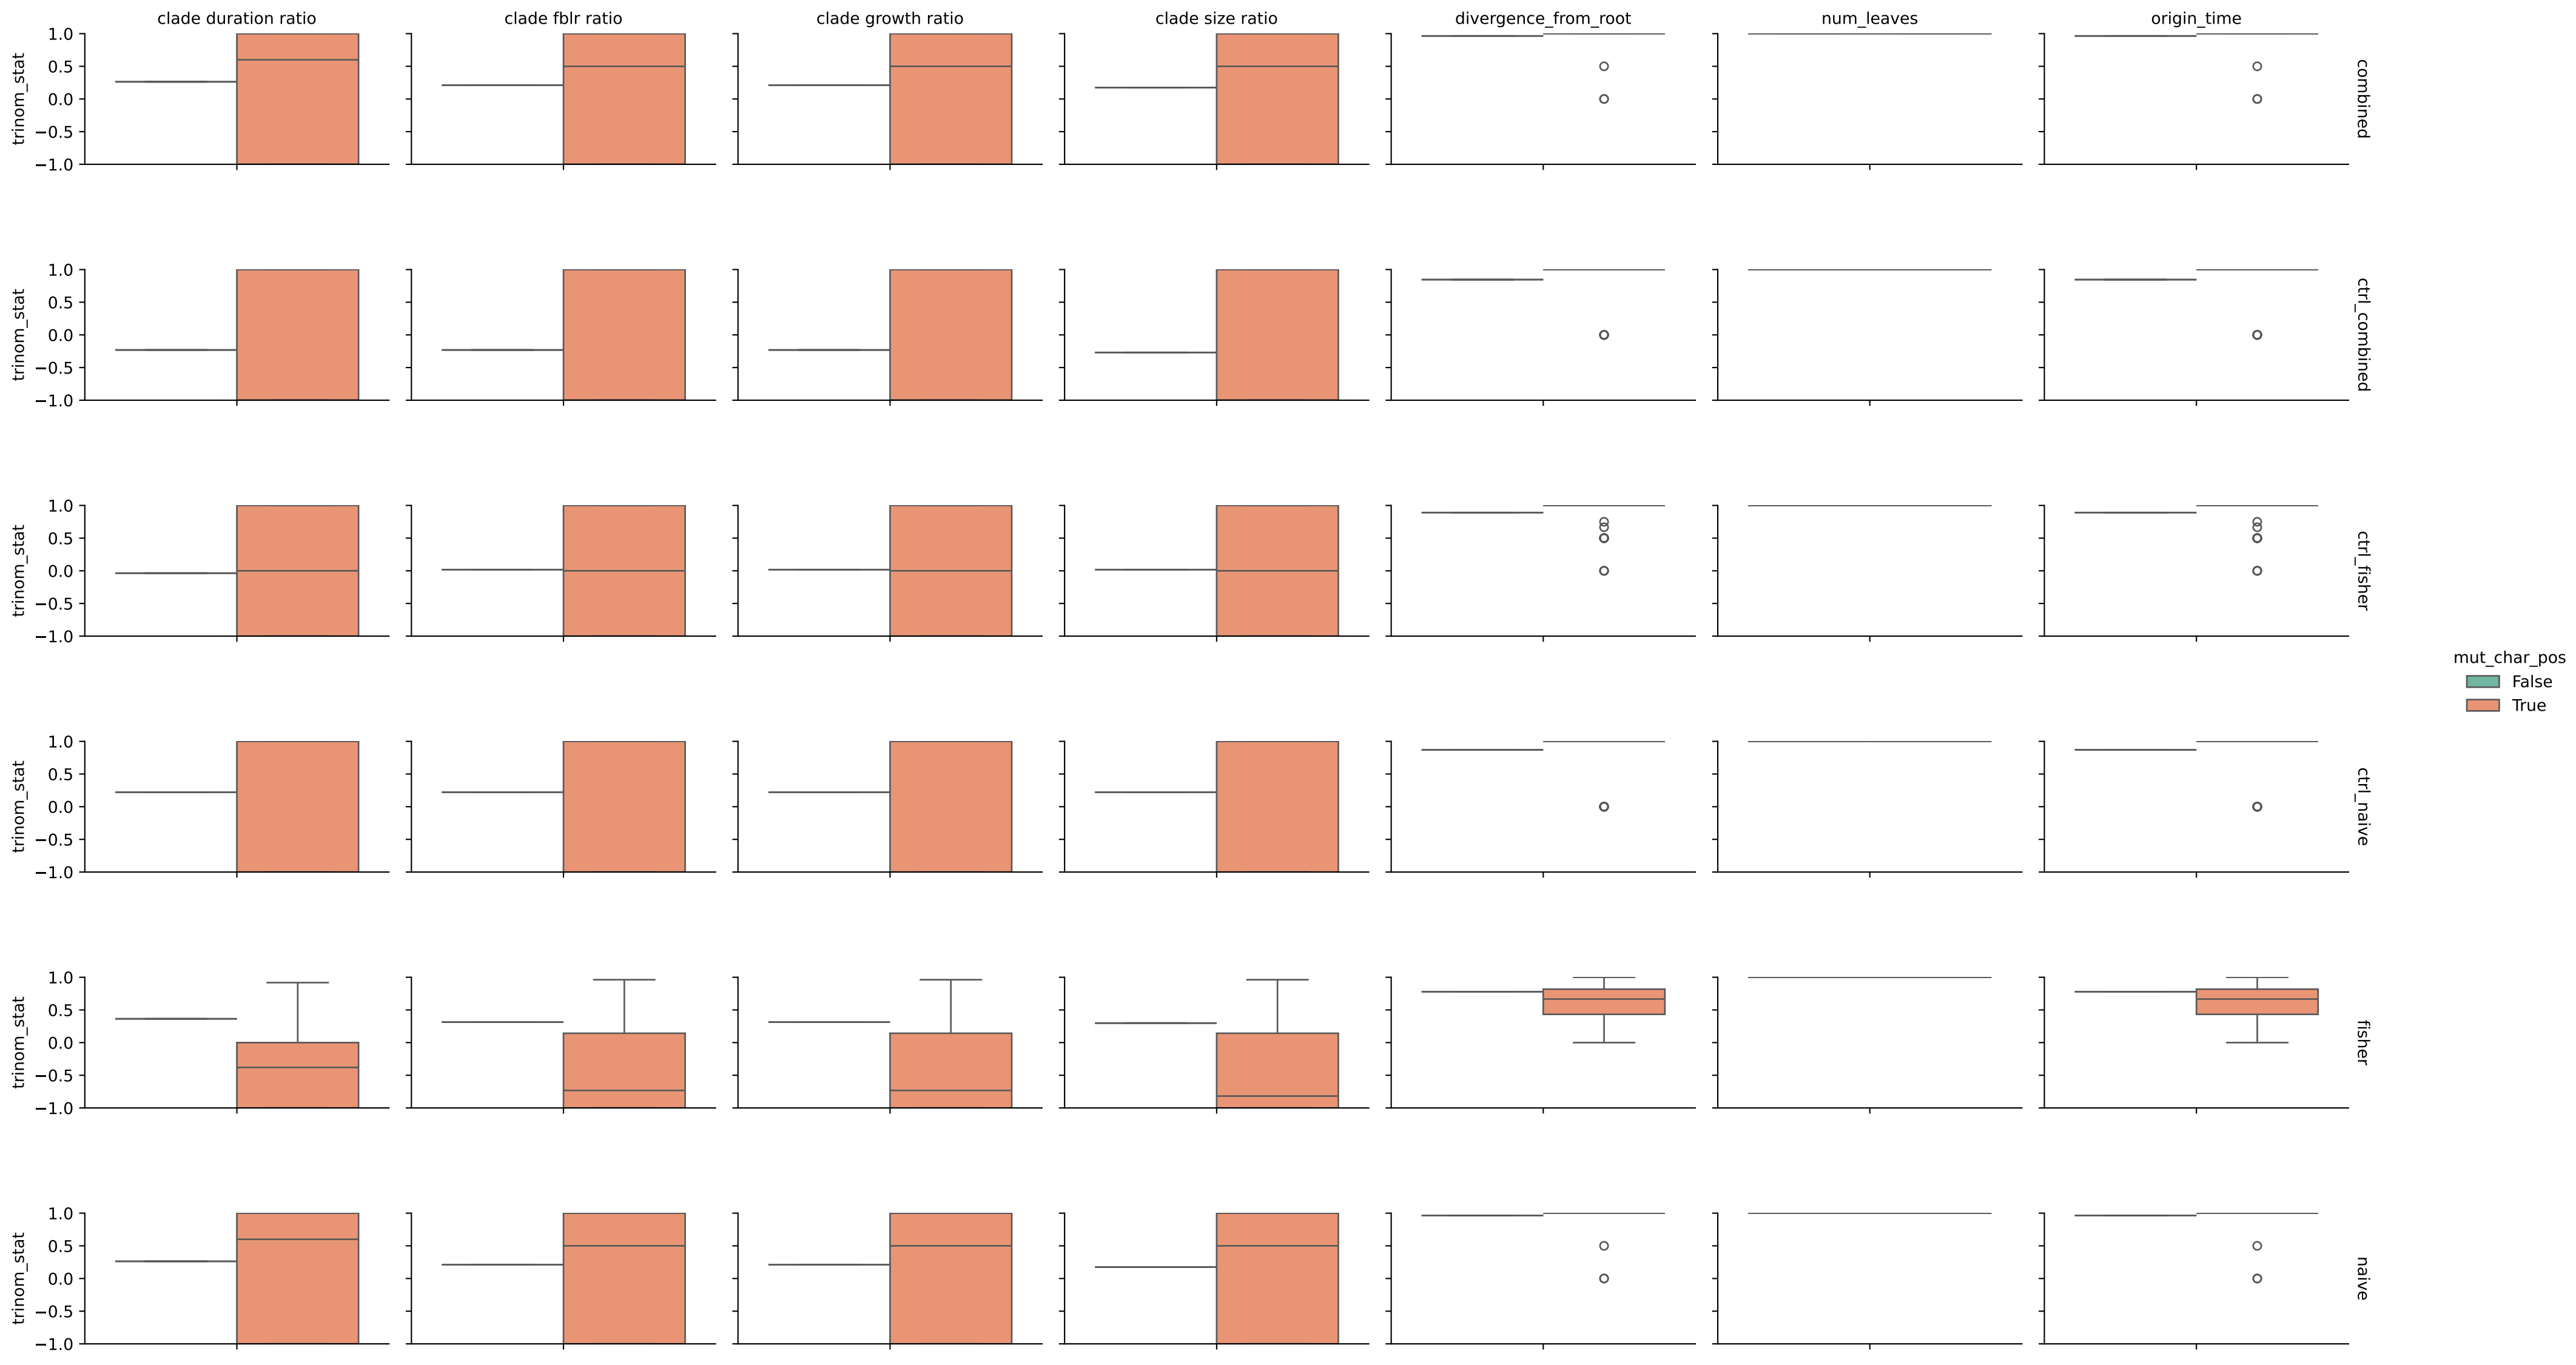 clade duration ratio clade fblr ratio clade growth ratio clade size ratio divergence_from_root num_leaves origin_time
trinom_stat
1.0
0.5
0.0
−0.5
−1.0
combined
trinom_stat
1.0
0.5
0.0
−0.5
−1.0
ctrl_combined
trinom_stat
1.0
0.5
0.0
−0.5
−1.0
ctrl_fisher
mut_char_pos
False
True
trinom_stat
1.0
0.5
0.0
−0.5
−1.0
ctrl_naive
trinom_stat
1.0
0.5
0.0
−0.5
−1.0
fisher
trinom_stat
1.0
0.5
0.0
−0.5
−1.0
naive